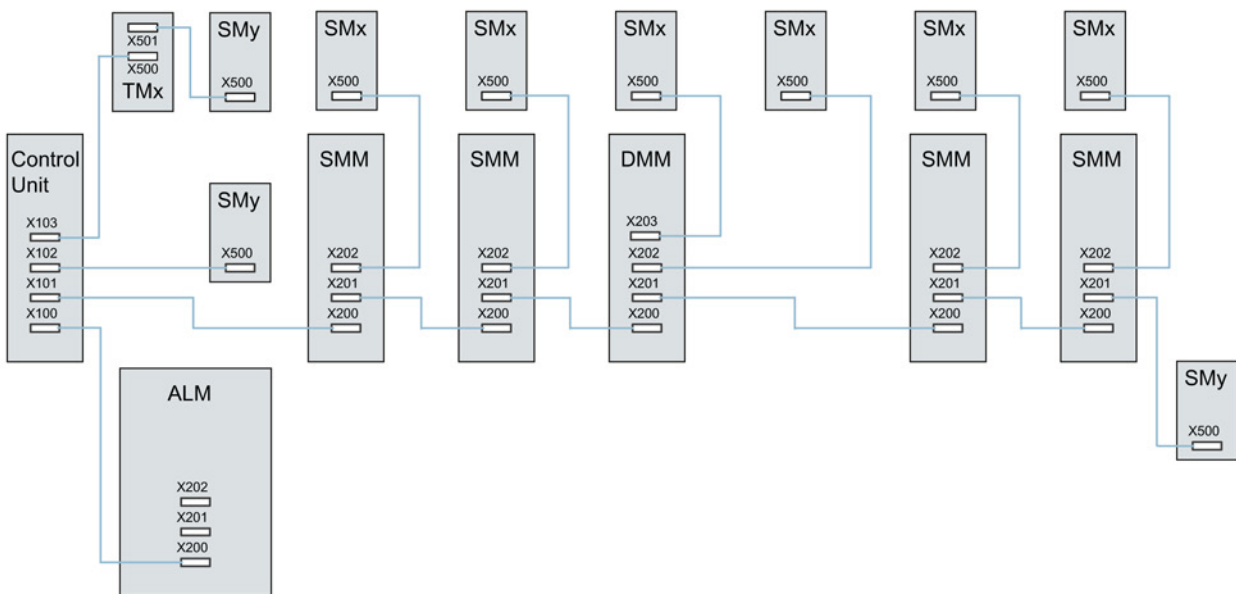 X501
X500
TMx
SMy
X500
SMx
X500
SMx
X500
SMx
X500
SMx
X500
SMx
X500
SMx
X500
Control
Unit
X103
X102
X101
X100
SMy
X500
SMM
X202
X201
X200
SMM
X202
X201
X200
DMM
X203
X202
X201
X200
SMM
X202
X201
X200
SMM
X202
X201
X200
ALM
X202
X201
X200
SMy
X500